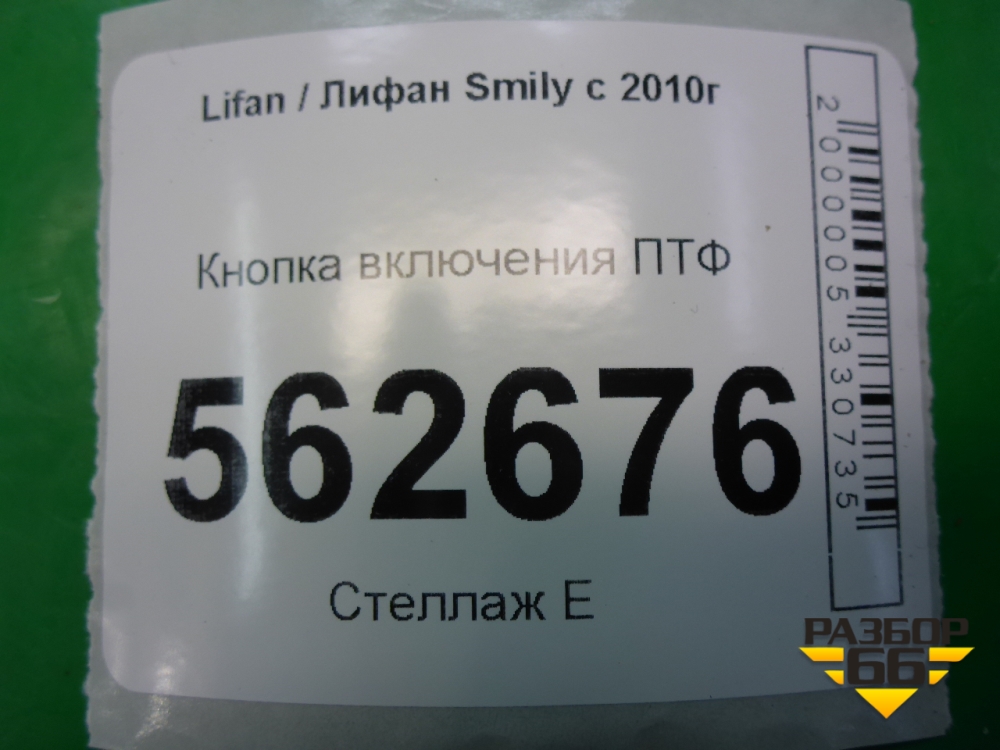 Lifan / Лифан Smily с 2010г
Кнопка включения ПТФ
562676
Стеллаж Е
2000005330735
РАЗБОР
66